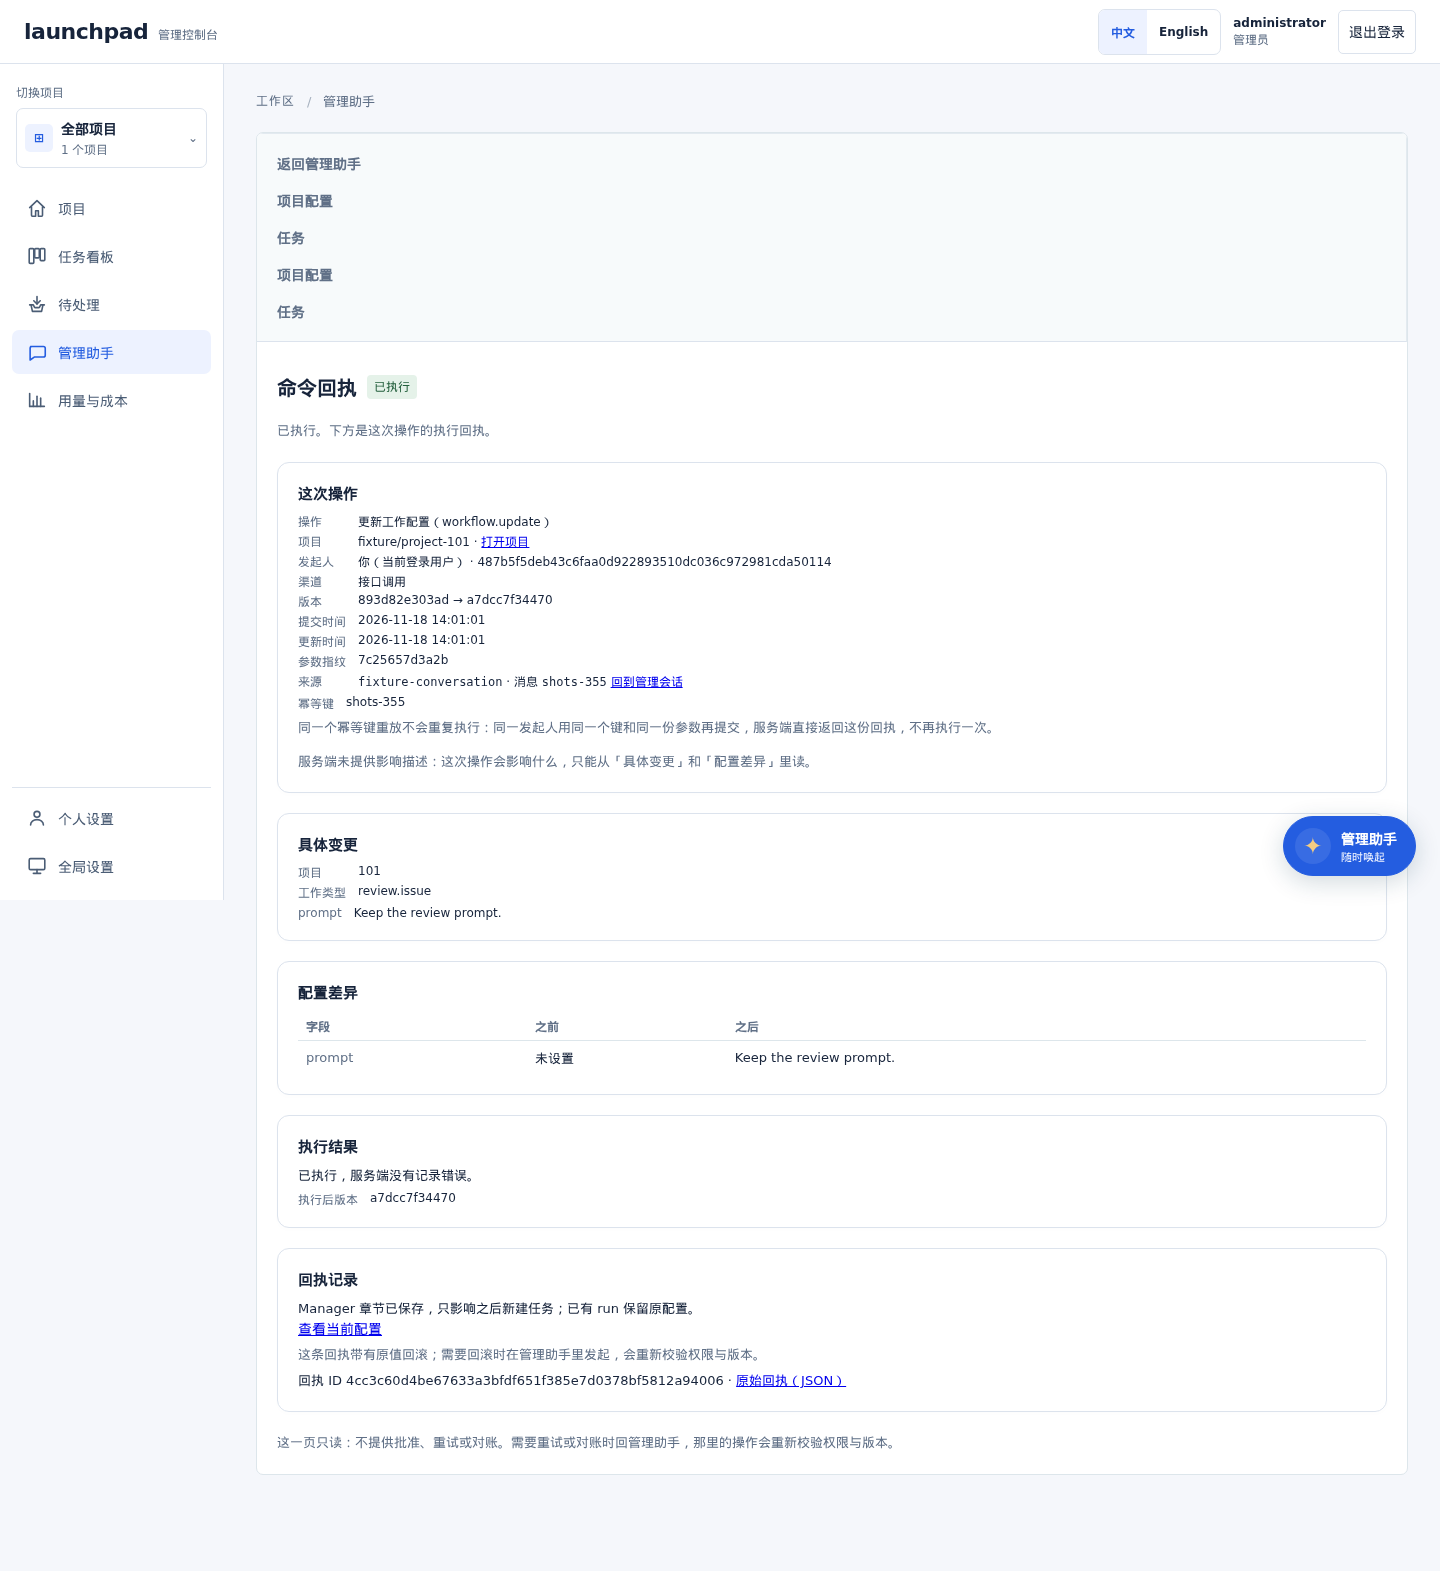 launchpad 管理控制台
中文 English
administrator
管理员
退出登录
切换项目
全部项目
1 个项目
项目
任务看板
待处理
管理助手
用量与成本
个人设置
全局设置
工作区 / 管理助手
返回管理助手
项目配置
任务
项目配置
任务
命令回执 已执行
已执行。下方是这次操作的执行回执。
这次操作
操作 更新工作配置（workflow.update）
项目 fixture/project-101 · 打开项目
发起人 你（当前登录用户） · 487b5f5deb43c6faa0d922893510dc036c972981cda50114
渠道 接口调用
版本 893d82e303ad → a7dcc7f34470
提交时间 2026-11-18 14:01:01
更新时间 2026-11-18 14:01:01
参数指纹 7c25657d3a2b
来源 fixture-conversation · 消息 shots-355 回到管理会话
幂等键 shots-355
同一个幂等键重放不会重复执行：同一发起人用同一个键和同一份参数再提交，服务端直接返回这份回执，不再执行一次。
服务端未提供影响描述：这次操作会影响什么，只能从「具体变更」和「配置差异」里读。
具体变更
项目 101
工作类型 review.issue
prompt Keep the review prompt.
管理助手
随时唤起
配置差异
字段 之前 之后
prompt 未设置 Keep the review prompt.
执行结果
已执行，服务端没有记录错误。
执行后版本 a7dcc7f34470
回执记录
Manager 章节已保存，只影响之后新建任务；已有 run 保留原配置。
查看当前配置
这条回执带有原值回滚；需要回滚时在管理助手里发起，会重新校验权限与版本。
回执 ID 4cc3c60d4be67633a3bfdf651f385e7d0378bf5812a94006 · 原始回执（JSON）
这一页只读：不提供批准、重试或对账。需要重试或对账时回管理助手，那里的操作会重新校验权限与版本。